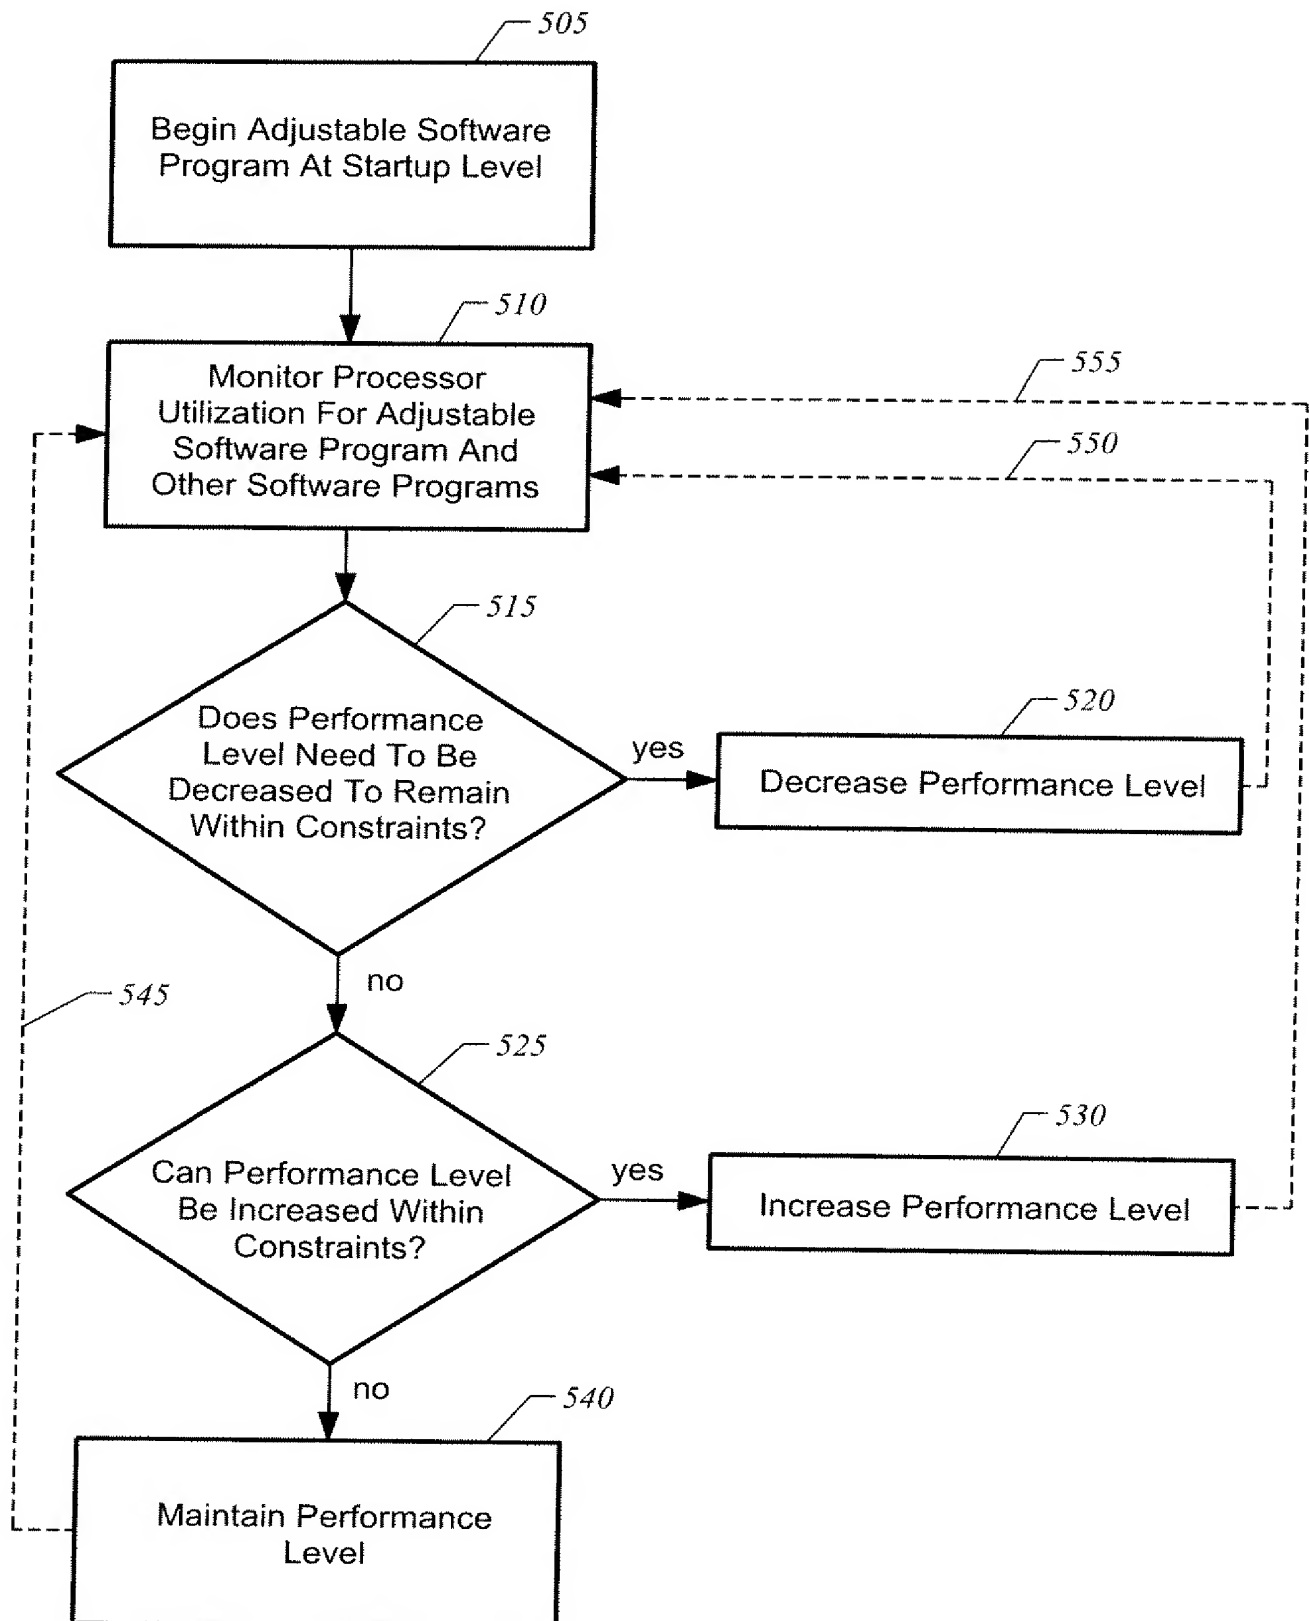 505
Begin Adjustable Software
Program At Startup Level
510
Monitor Processor
Utilization For Adjustable
Software Program And
Other Software Programs
555
550
515
Does Performance
Level Need To Be
Decreased To Remain
Within Constraints?
yes
520
Decrease Performance Level
no
545
525
Can Performance Level
Be Increased Within
Constraints?
yes
530
Increase Performance Level
no
540
Maintain Performance
Level